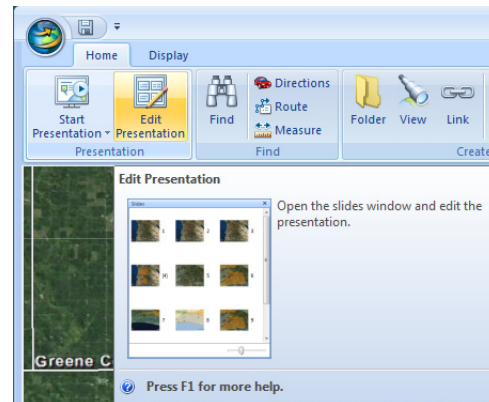 Home Display
Start Presentation
Edit Presentation
Find
Directions
Route
Measure
Folder
View
Link
Presentation
Find
Create
Edit Presentation
Slides
Open the slides window and edit the
presentation.
Greene C
Press F1 for more help.